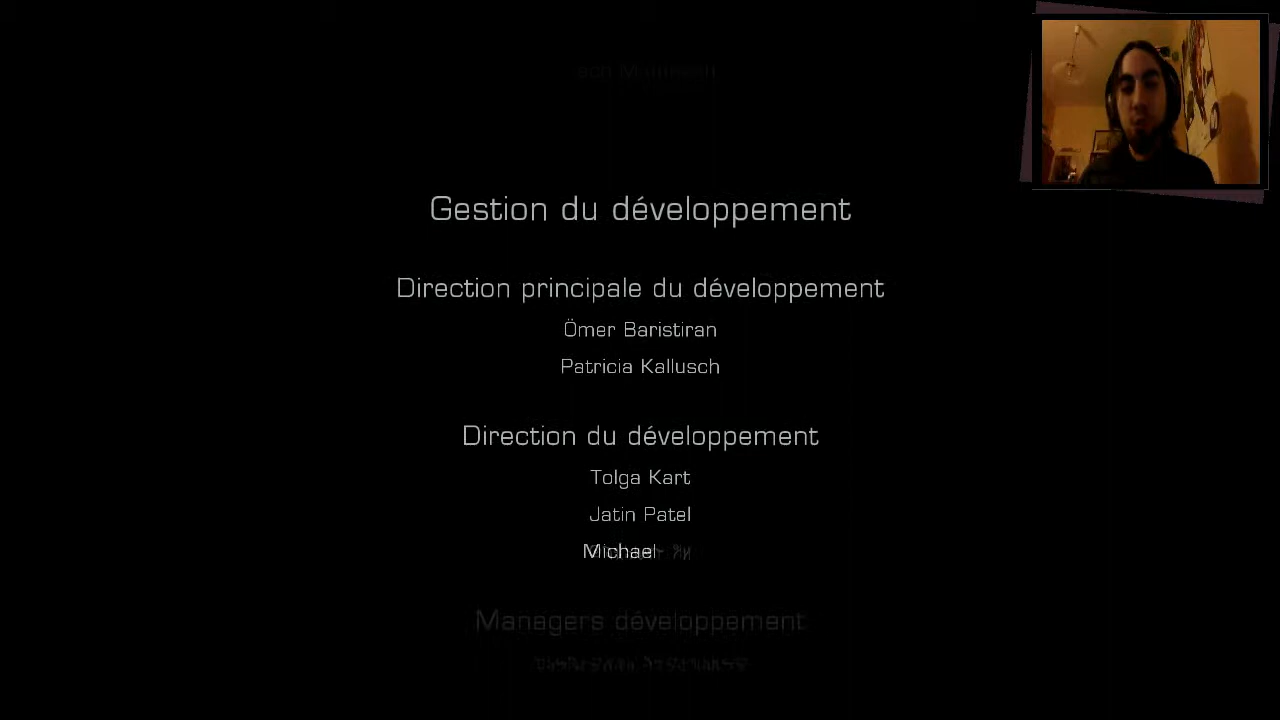 Gestion du développement
Direction principale du développement
Ömer Baristiran
Patricia Kallusch
Direction du développement
Tolga Kart
Jatin Patel
Michael
Managers développement